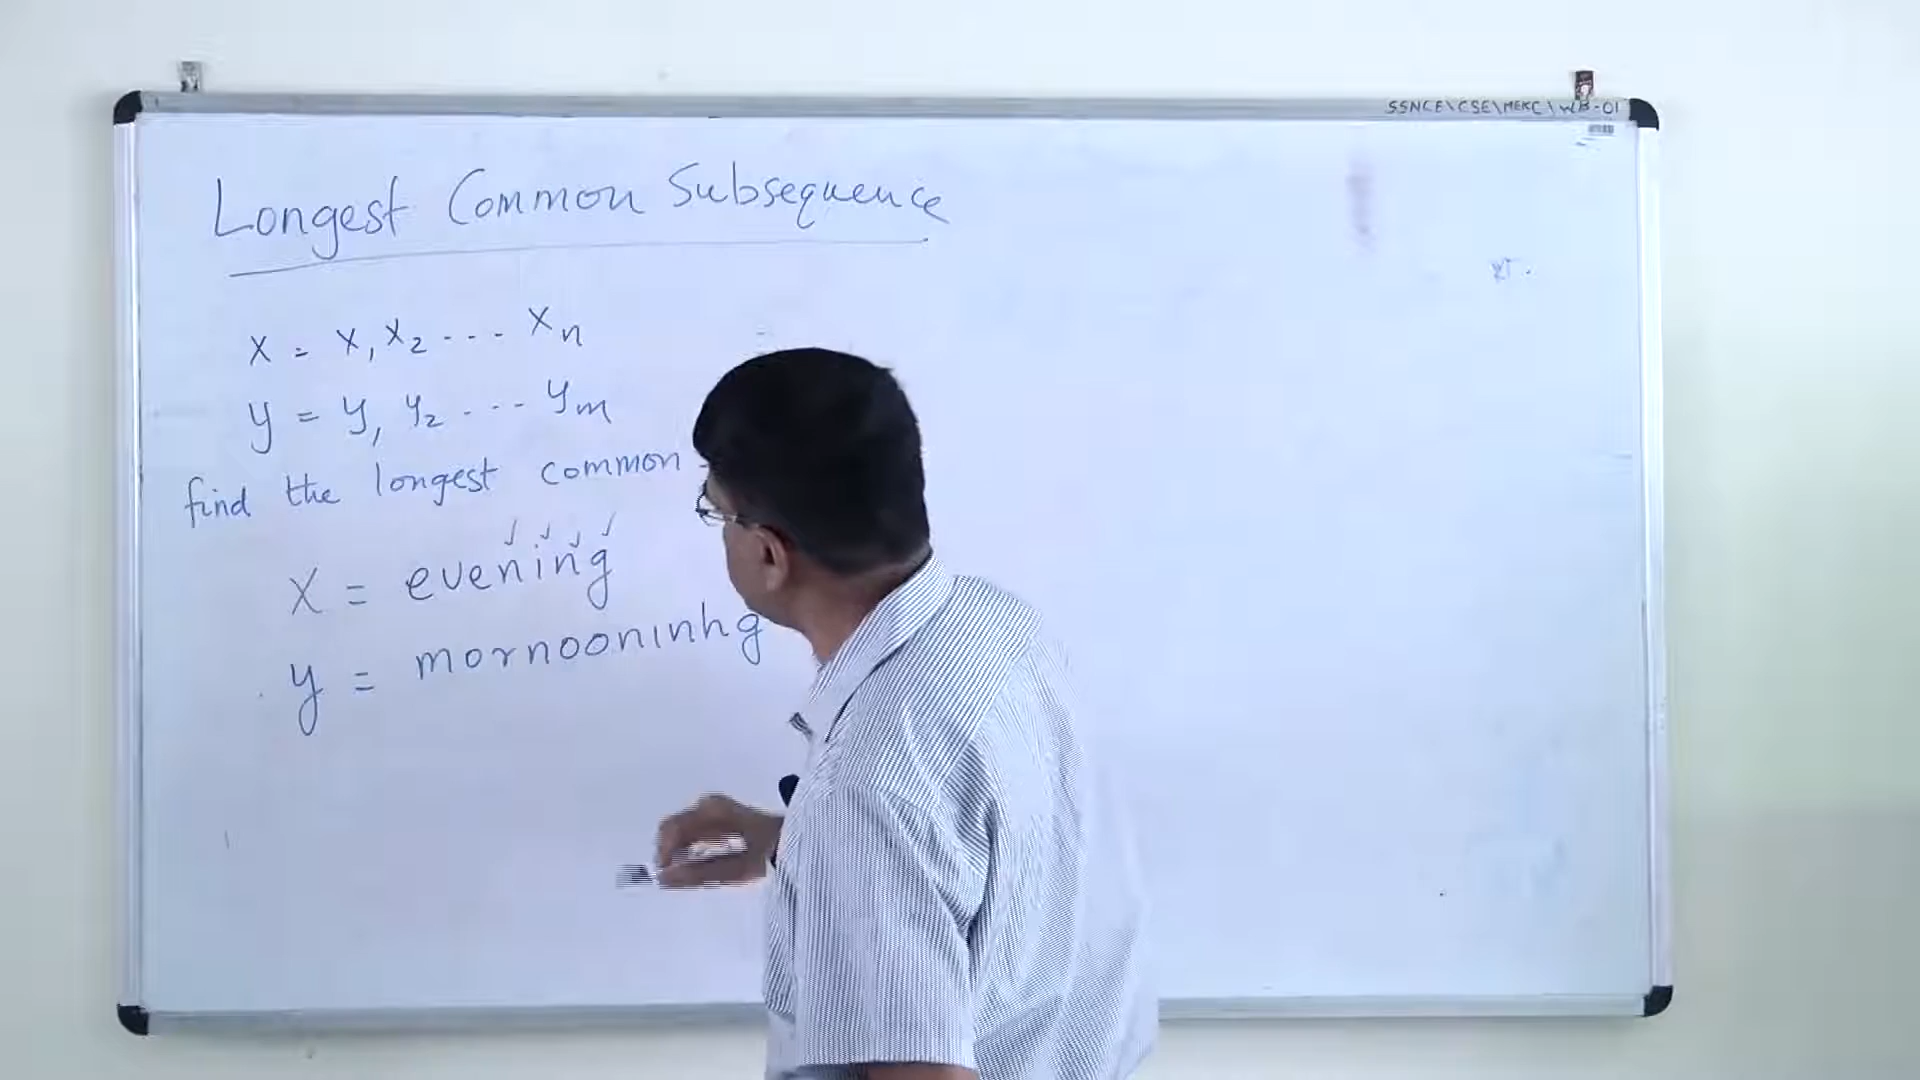 SSNCE\CSE\MEKC\WB-01
Longest Common Subsequence
X = x₁ x₂ --- xₙ
y = y₁ y₂ --- yₘ
find the longest common
X = evening
y = mornooninhg